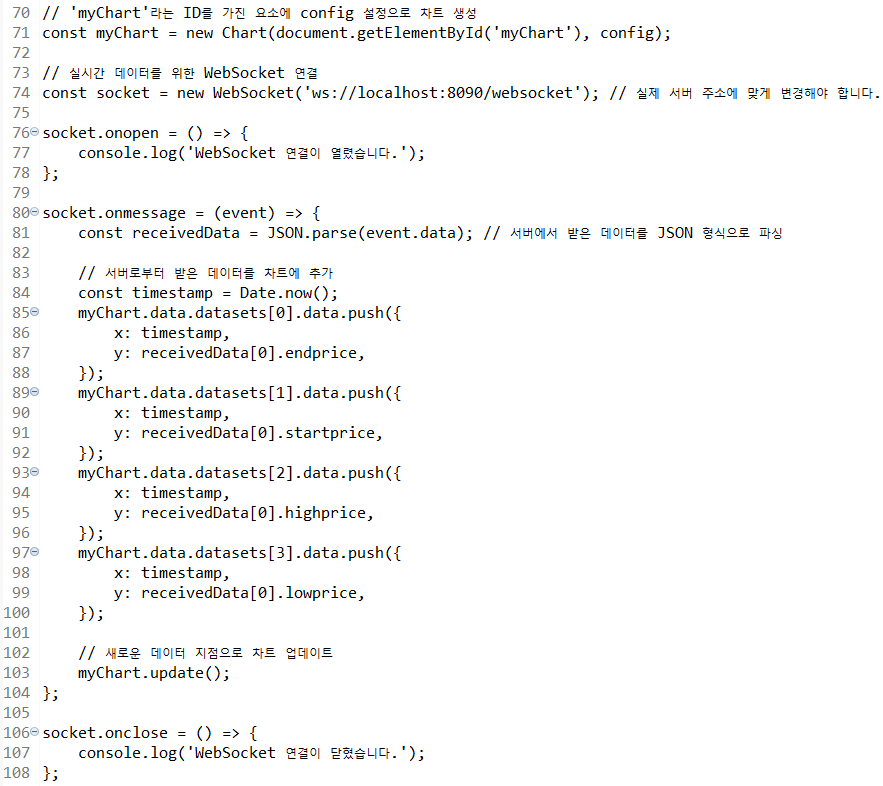 70 // 'myChart'라는 ID를 가진 요소에 config 설정으로 차트 생성
71 const myChart = new Chart(document.getElementById('myChart'), config);
72
73 // 실시간 데이터를 위한 WebSocket 연결
74 const socket = new WebSocket('ws://localhost:8090/websocket'); // 실제 서버 주소에 맞게 변경해야 합니다.
75
76 socket.onopen = () => {
77     console.log('WebSocket 연결이 열렸습니다.');
78 };
79
80 socket.onmessage = (event) => {
81     const receivedData = JSON.parse(event.data); // 서버에서 받은 데이터를 JSON 형식으로 파싱
82
83     // 서버로부터 받은 데이터를 차트에 추가
84     const timestamp = Date.now();
85     myChart.data.datasets[0].data.push({
86         x: timestamp,
87         y: receivedData[0].endprice,
88     });
89     myChart.data.datasets[1].data.push({
90         x: timestamp,
91         y: receivedData[0].startprice,
92     });
93     myChart.data.datasets[2].data.push({
94         x: timestamp,
95         y: receivedData[0].highprice,
96     });
97     myChart.data.datasets[3].data.push({
98         x: timestamp,
99         y: receivedData[0].lowprice,
100     });
101
102     // 새로운 데이터 지점으로 차트 업데이트
103     myChart.update();
104 };
105
106 socket.onclose = () => {
107     console.log('WebSocket 연결이 닫혔습니다.');
108 };